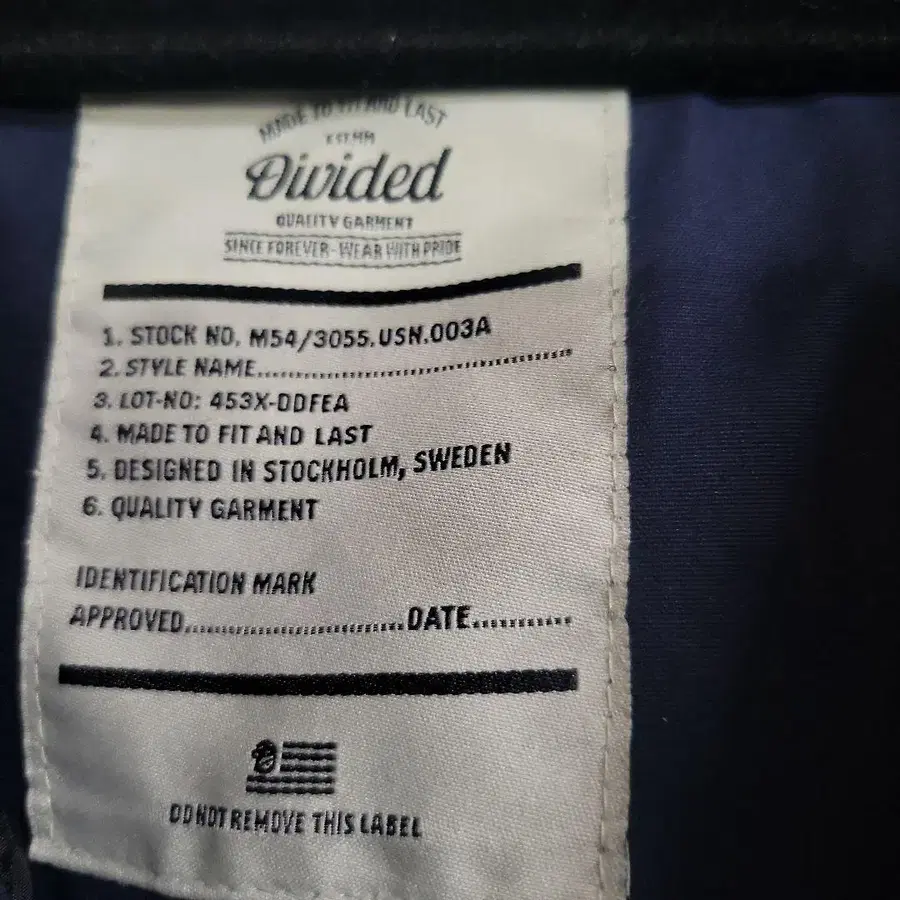 MADE TO FIT AND LAST
Divided
QUALITY GARMENT
SINCE FOREVER - WEAR WITH PRIDE
1. STOCK NO. M54/3055.USN.003A
2. STYLE NAME..............................
3. LOT-NO: 453X-DDFEA
4. MADE TO FIT AND LAST
5. DESIGNED IN STOCKHOLM, SWEDEN
6. QUALITY GARMENT
IDENTIFICATION MARK
APPROVED..............................DATE............
DO NOT REMOVE THIS LABEL